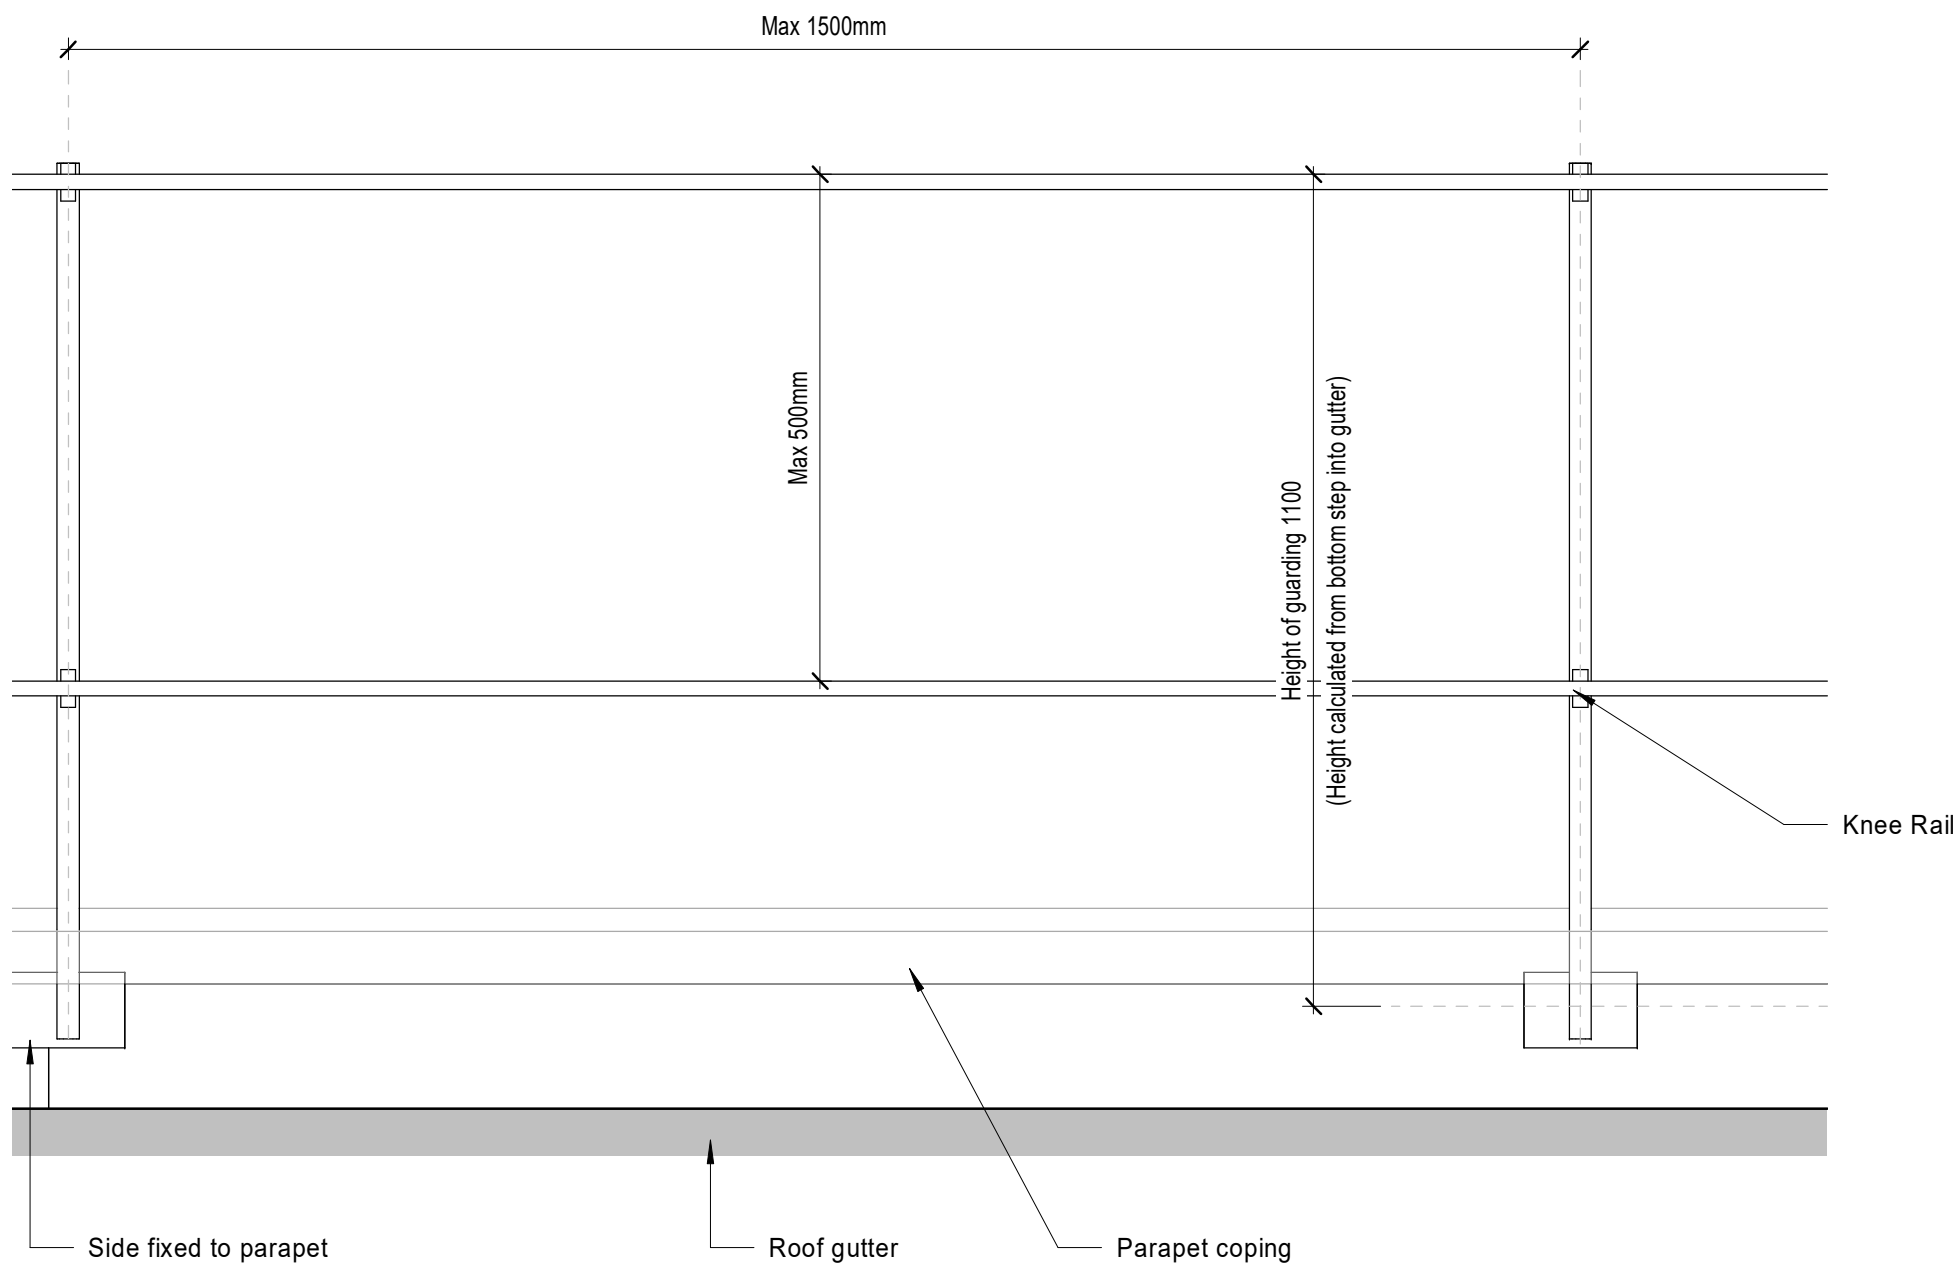 Max 1500mm
Max 500mm
Height of guarding 1100
(Height calculated from bottom step into gutter)
Knee Rail
Side fixed to parapet
Roof gutter
Parapet coping